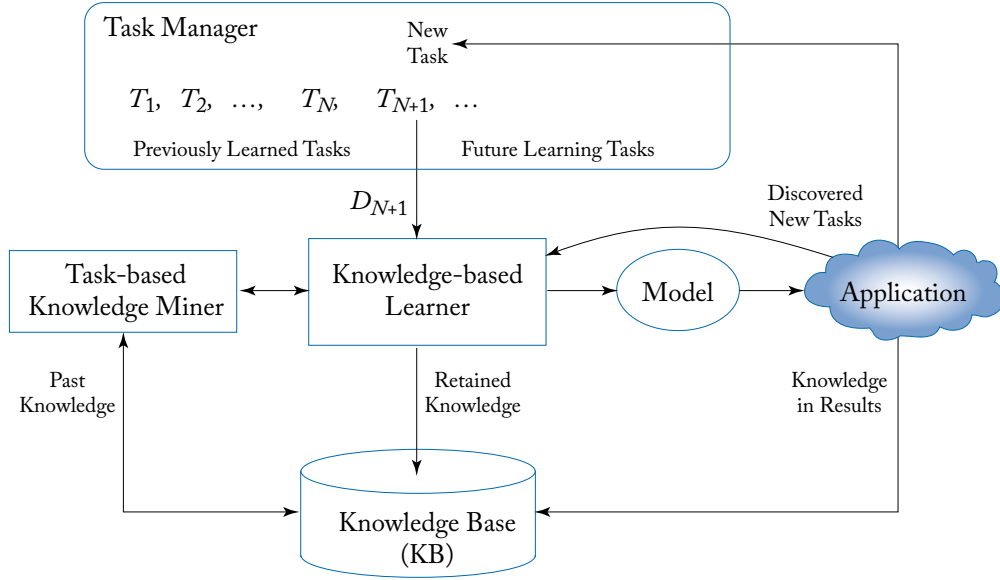 Task Manager
New
Task
T1, T2, …, TN, TN+1, …
Previously Learned Tasks
Future Learning Tasks
DN+1
Discovered
New Tasks
Task-based
Knowledge Miner
Knowledge-based
Learner
Model
Application
Past
Knowledge
Retained
Knowledge
Knowledge
in Results
Knowledge Base
(KB)